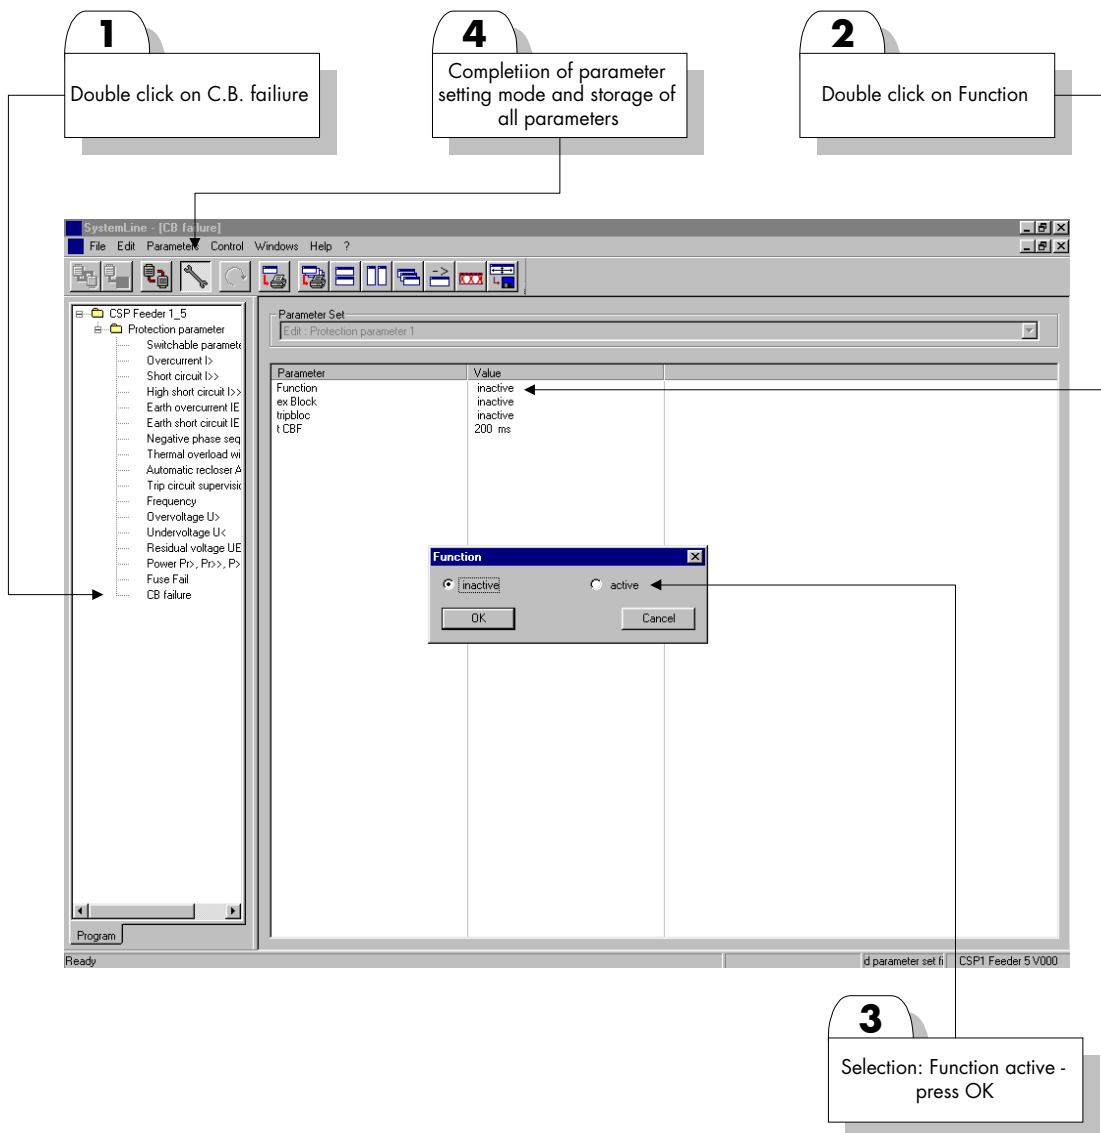 1
Double click on C.B. failiure
4
Completiion of parameter
setting mode and storage of
all parameters
2
Double click on Function
SystemLine - [CB failure]
File Edit Parameters Control Windows Help ?
CSP Feeder 1_5
Protection parameter
Switchable paramete
Overcurrent I>
Short circuit I>>
High short circuit I>>
Earth overcurrent IE
Earth short circuit IE
Negative phase seq
Thermal overload wi
Automatic recloser A
Trip circuit supervisic
Frequency
Overvoltage U>
Undervoltage U<
Residual voltage UE
Power Pr>, Pr>>, P>
Fuse Fail
CB failure
Program
Parameter Set
Edit : Protection parameter 1
Parameter Value
Function inactive
ex Block inactive
tripbloc inactive
t CBF 200 ms
Function
inactive active
OK Cancel
Ready d parameter set fi CSP1 Feeder 5 V000
3
Selection: Function active -
press OK